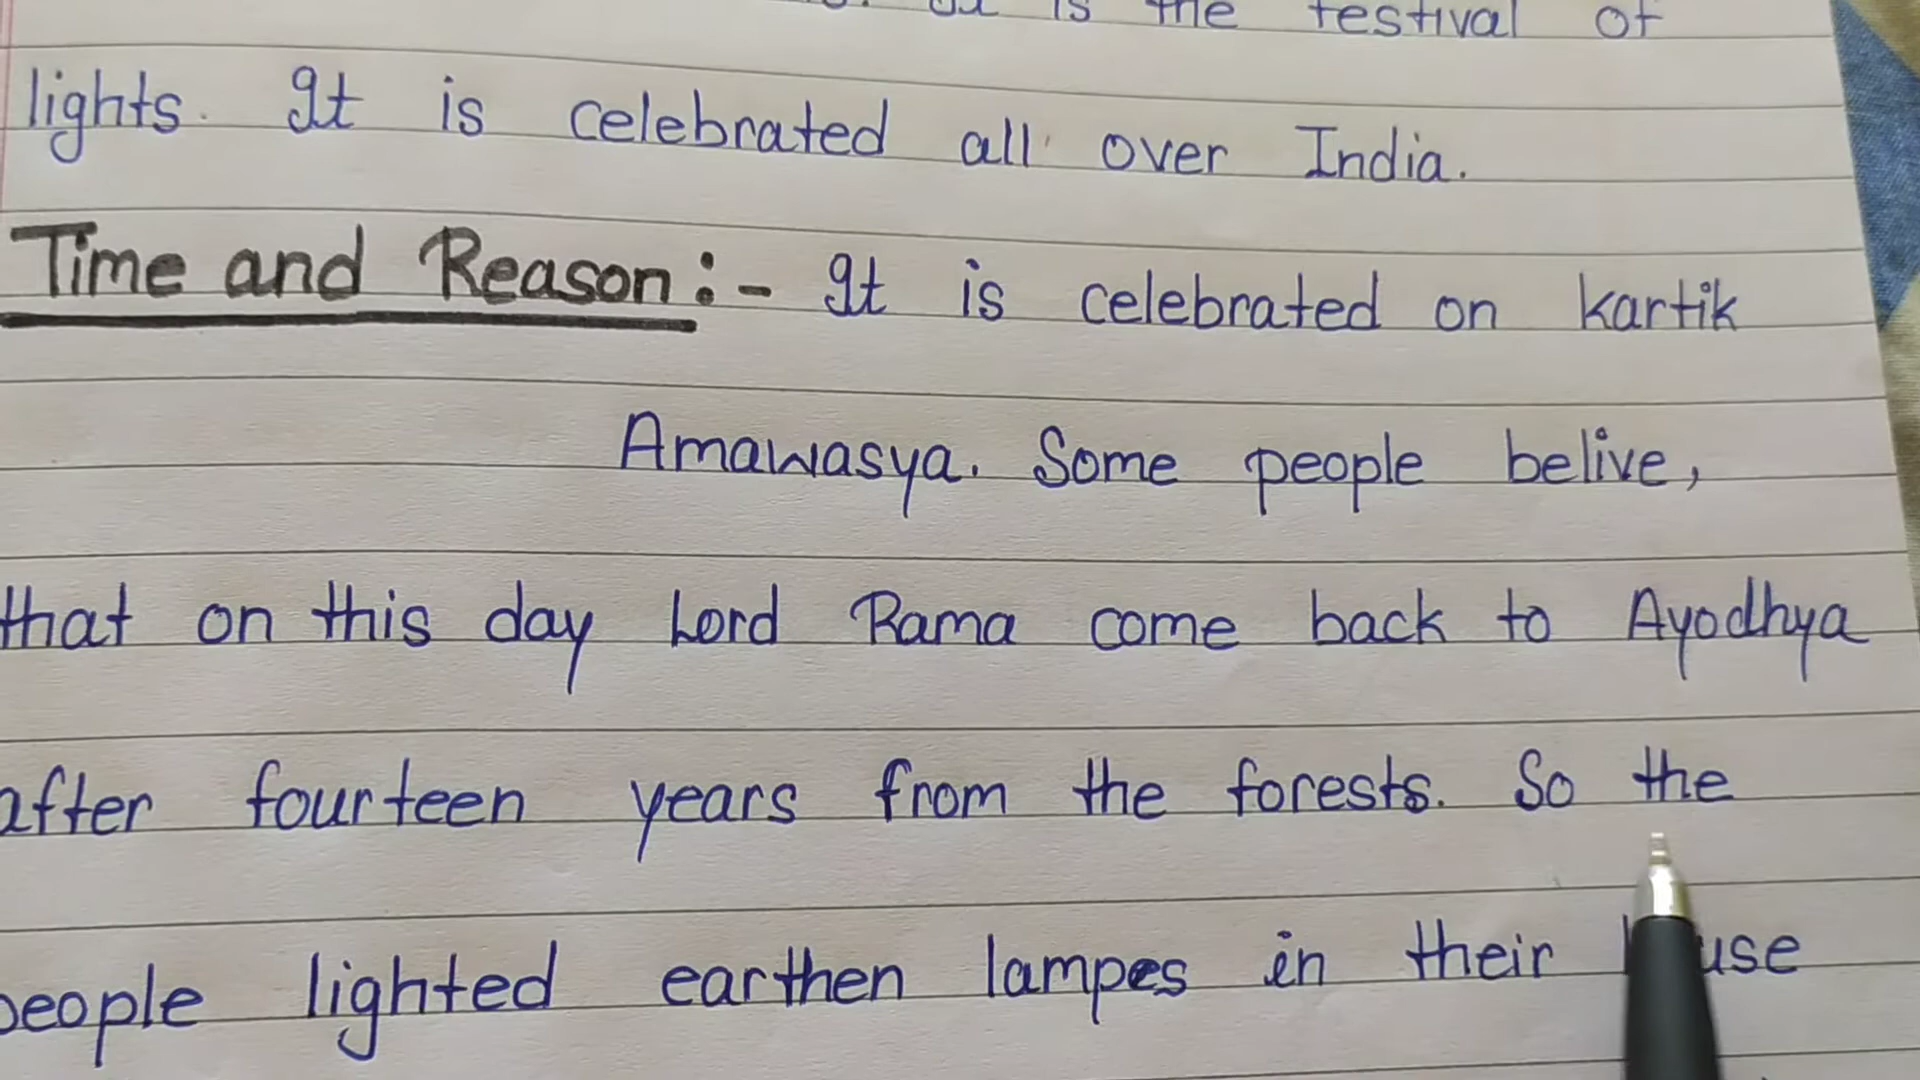 It is the festival of
lights. It is celebrated all over India.
Time and Reason :- It is celebrated on kartik
Amawasya. Some people belive,
that on this day Lord Rama come back to Ayodhya
after fourteen years from the forests. So the
people lighted earthen lampes in their house